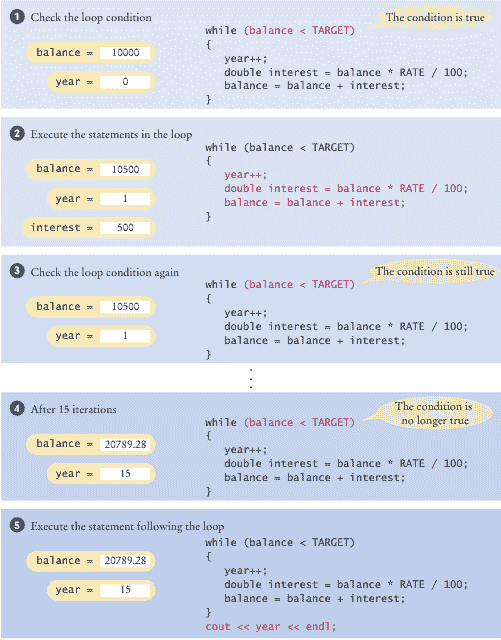 1 Check the loop condition
The condition is true
balance = 10000
year = 0
while (balance < TARGET)
{
year++;
double interest = balance * RATE / 100;
balance = balance + interest;
}
2 Execute the statements in the loop
balance = 10500
year = 1
interest = 500
while (balance < TARGET)
{
year++;
double interest = balance * RATE / 100;
balance = balance + interest;
}
3 Check the loop condition again
The condition is still true
balance = 10500
year = 1
while (balance < TARGET)
{
year++;
double interest = balance * RATE / 100;
balance = balance + interest;
}
.
.
.
4 After 15 iterations
The condition is
no longer true
balance = 20789.28
year = 15
while (balance < TARGET)
{
year++;
double interest = balance * RATE / 100;
balance = balance + interest;
}
5 Execute the statement following the loop
balance = 20789.28
year = 15
while (balance < TARGET)
{
year++;
double interest = balance * RATE / 100;
balance = balance + interest;
}
cout << year << endl;